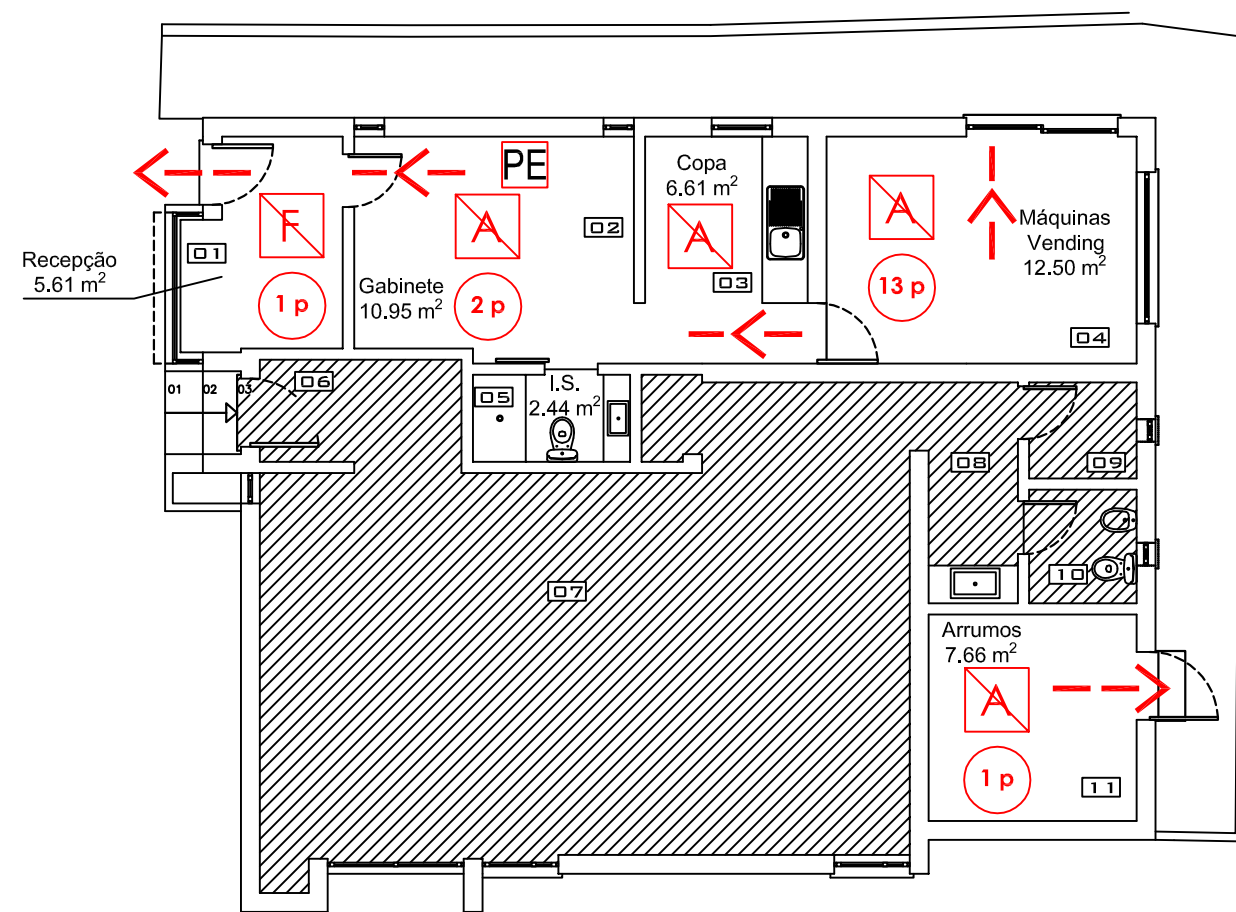 PE
Copa
6.61 m²
A
F
A
A
Máquinas
Vending
12.50 m²
01
02
Recepção
5.61 m²
03
1 p
Gabinete
10.95 m²
2 p
13 p
04
01 02 03
06
05
I.S.
2.44 m²
08
09
07
10
Arrumos
7.66 m²
A
1 p
11